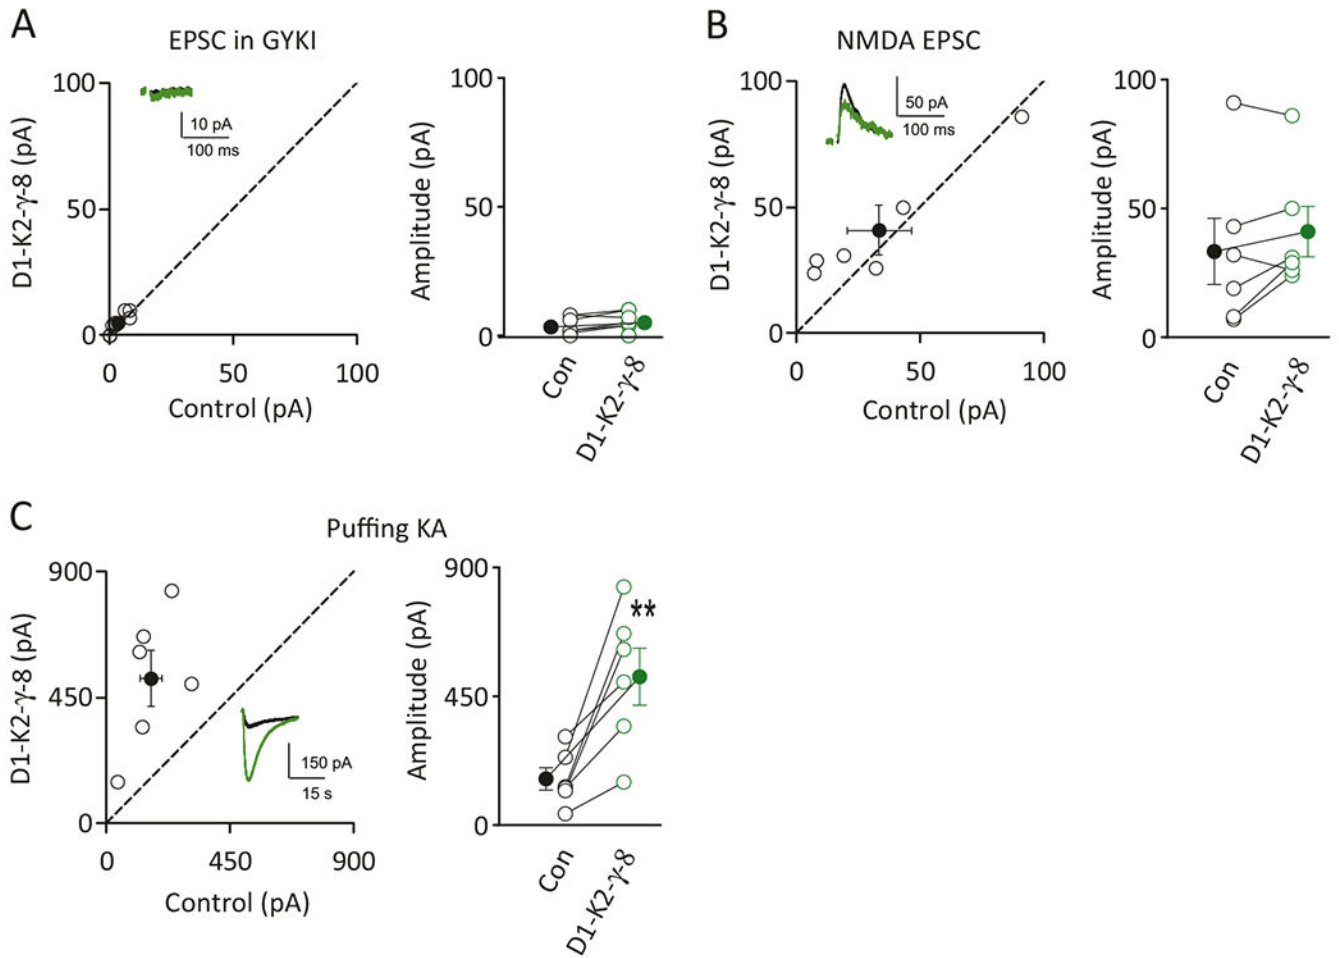 A
EPSC in GYKI
100
50
0
D1-K2-γ-8 (pA)
10 pA
100 ms
0
50
100
Control (pA)
100
50
0
Amplitude (pA)
Con
D1-K2-γ-8
B
NMDA EPSC
100
50
0
D1-K2-γ-8 (pA)
50 pA
100 ms
0
50
100
Control (pA)
100
50
0
Amplitude (pA)
Con
D1-K2-γ-8
C
Puffing KA
900
450
0
D1-K2-γ-8 (pA)
150 pA
15 s
0
450
900
Control (pA)
900
450
0
Amplitude (pA)
**
Con
D1-K2-γ-8